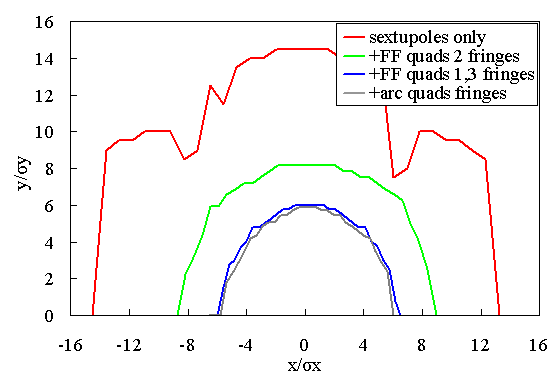 16
14
12
10
8
6
4
2
0
y/σy
sextupoles only
+FF quads 2 fringes
+FF quads 1,3 fringes
+arc quads fringes
-16 -12 -8 -4 0 4 8 12 16
x/σx